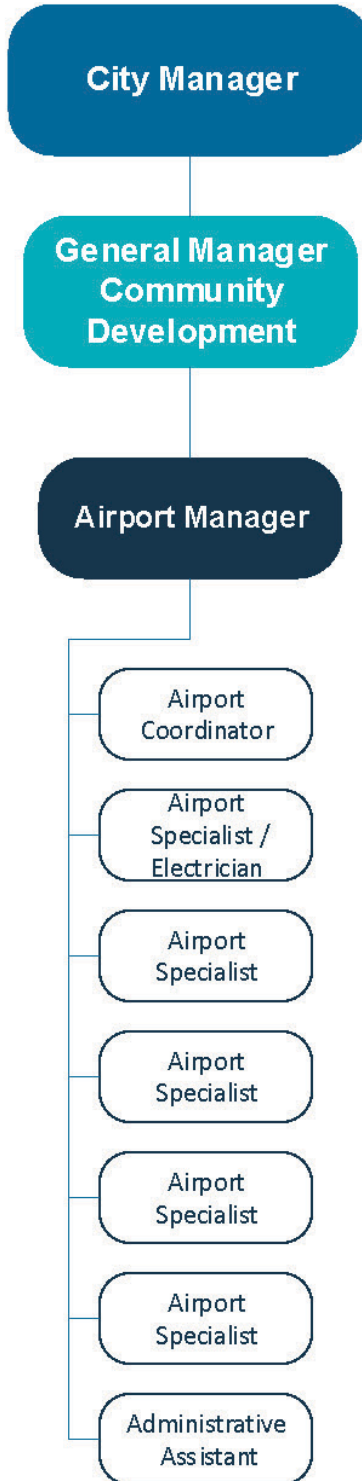 City Manager
General Manager
Community
Development
Airport Manager
Airport
Coordinator
Airport
Specialist /
Electrician
Airport
Specialist
Airport
Specialist
Airport
Specialist
Airport
Specialist
Administrative
Assistant